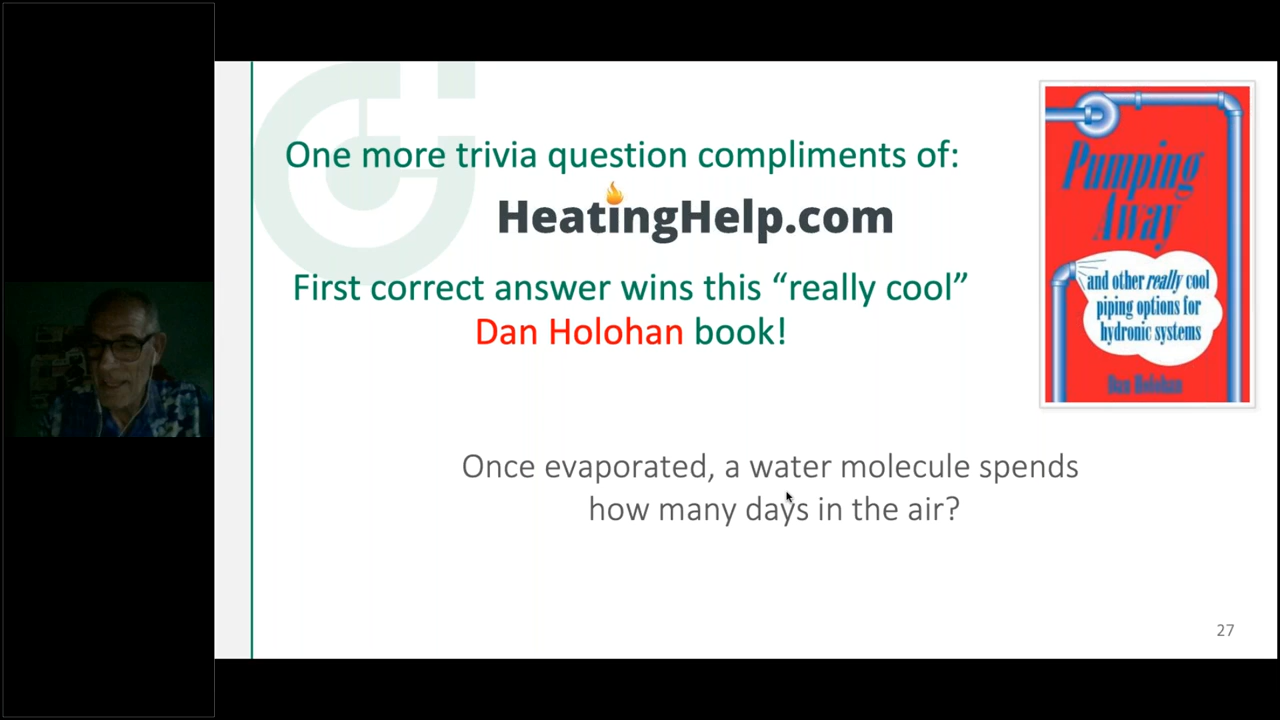 One more trivia question compliments of:
HeatingHelp.com
First correct answer wins this “really cool”
Dan Holohan book!
Pumping
Away
and other really cool
piping options for
hydronic systems
Dan Holohan
Once evaporated, a water molecule spends
how many days in the air?
27